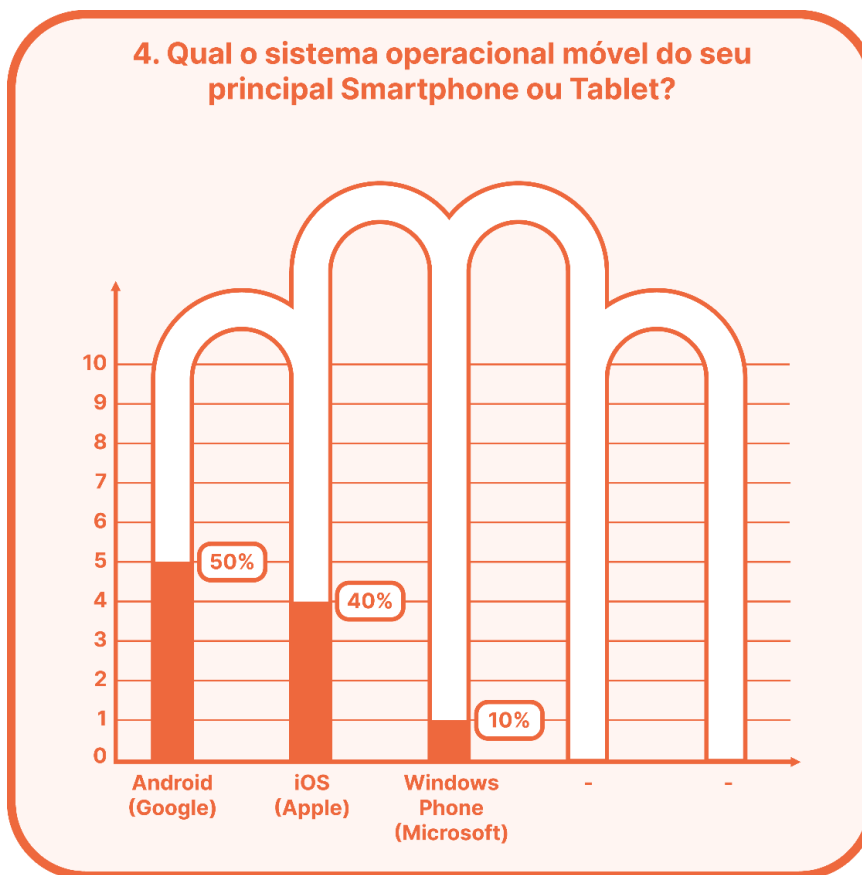 4. Qual o sistema operacional móvel do seu
principal Smartphone ou Tablet?
10
9
8
7
6
5
50%
4
40%
3
2
1
10%
0
Android
(Google)
iOS
(Apple)
Windows
Phone
(Microsoft)
-
-